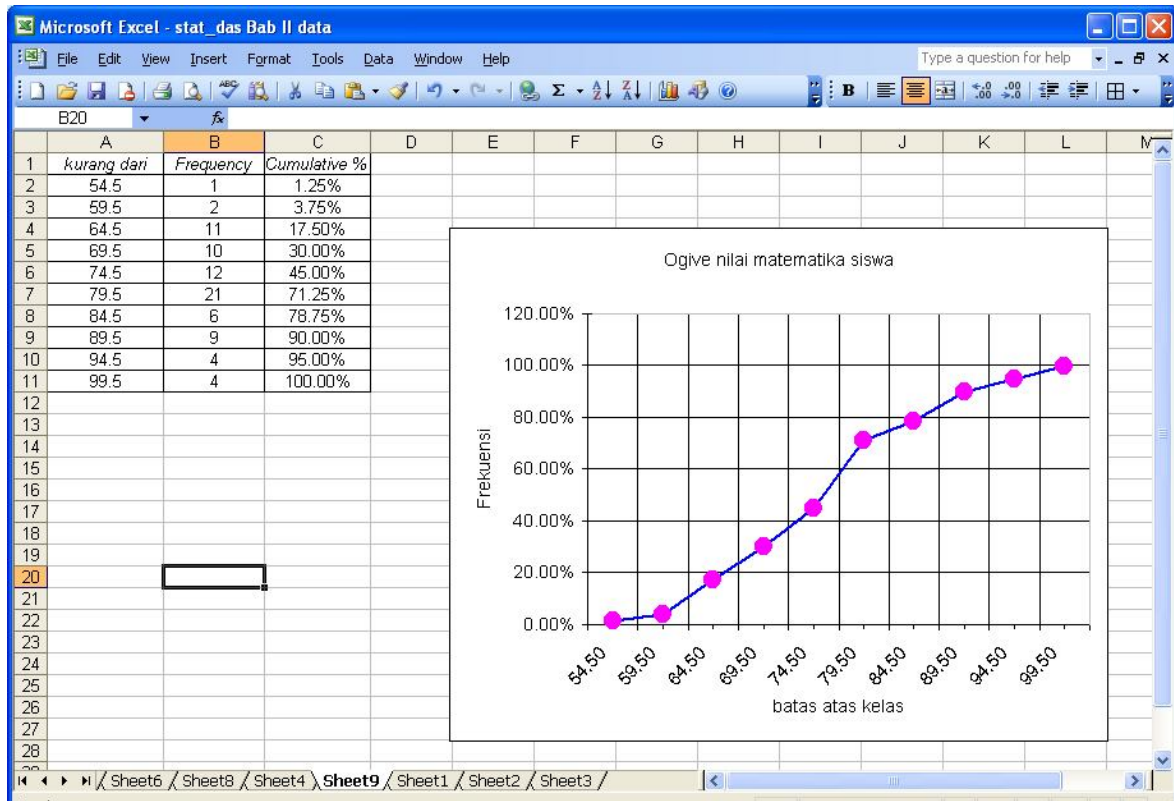 Microsoft Excel - stat_das Bab II data
File Edit View Insert Format Tools Data Window Help
Type a question for help
B20 fx
A B C D E F G H I J K L M
1 kurang dari Frequency Cumulative %
2 54.5 1 1.25%
3 59.5 2 3.75%
4 64.5 11 17.50%
5 69.5 10 30.00%
6 74.5 12 45.00%
7 79.5 21 71.25%
8 84.5 6 78.75%
9 89.5 9 90.00%
10 94.5 4 95.00%
11 99.5 4 100.00%
12
13
14
15
16
17
18
19
20
21
22
23
24
25
26
27
28
Ogive nilai matematika siswa
120.00%
100.00%
80.00%
60.00%
40.00%
20.00%
0.00%
Frekuensi
54.50 59.50 64.50 69.50 74.50 79.50 84.50 89.50 94.50 99.50
batas atas kelas
Sheet6 / Sheet8 / Sheet4 \ Sheet9 / Sheet1 / Sheet2 / Sheet3 /